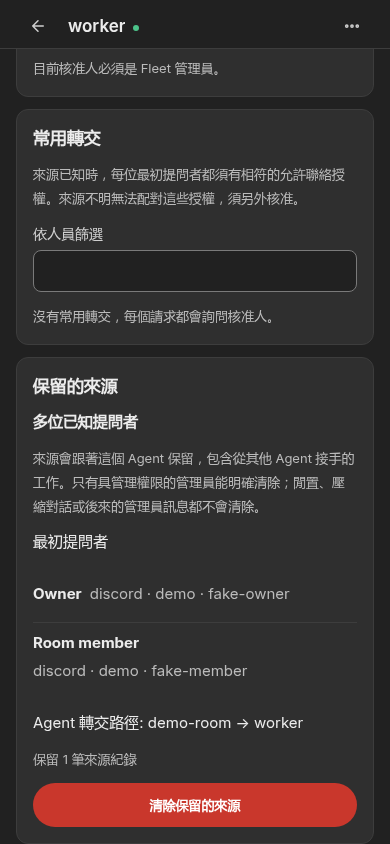 worker
目前核准人必須是 Fleet 管理員。
常用轉交
來源已知時，每位最初提問者都須有相符的允許聯絡授
權。來源不明無法配對這些授權，須另外核准。
依人員篩選
沒有常用轉交，每個請求都會詢問核准人。
保留的來源
多位已知提問者
來源會跟著這個 Agent 保留，包含從其他 Agent 接手的
工作。只有具管理權限的管理員能明確清除；閒置、壓
縮對話或後來的管理員訊息都不會清除。
最初提問者
Owner discord · demo · fake-owner
Room member
discord · demo · fake-member
Agent 轉交路徑: demo-room → worker
保留 1 筆來源紀錄
清除保留的來源